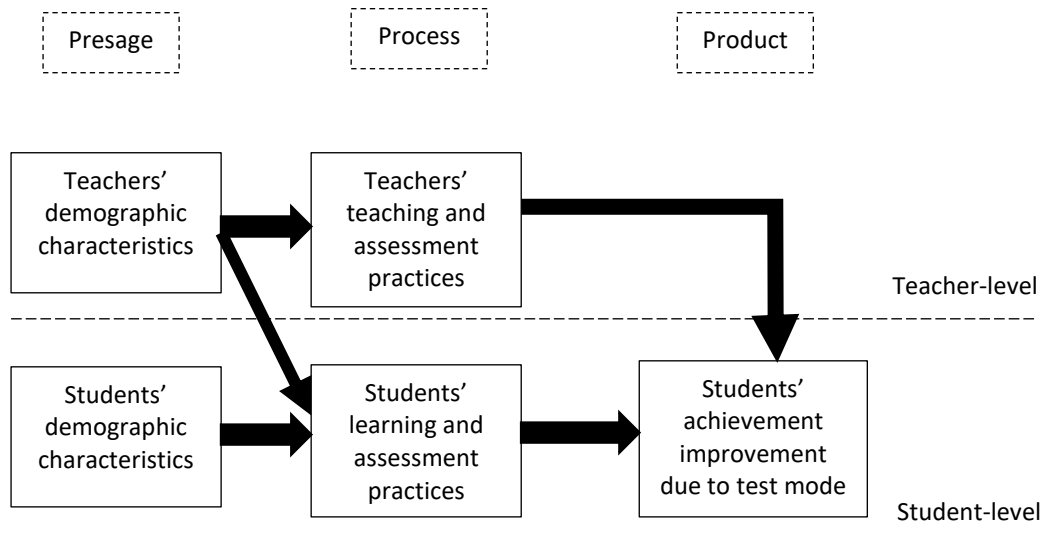 Presage
Process
Product
Teachers’
demographic
characteristics
Teachers’
teaching and
assessment
practices
Teacher-level
Students’
demographic
characteristics
Students’
learning and
assessment
practices
Students’
achievement
improvement
due to test mode
Student-level